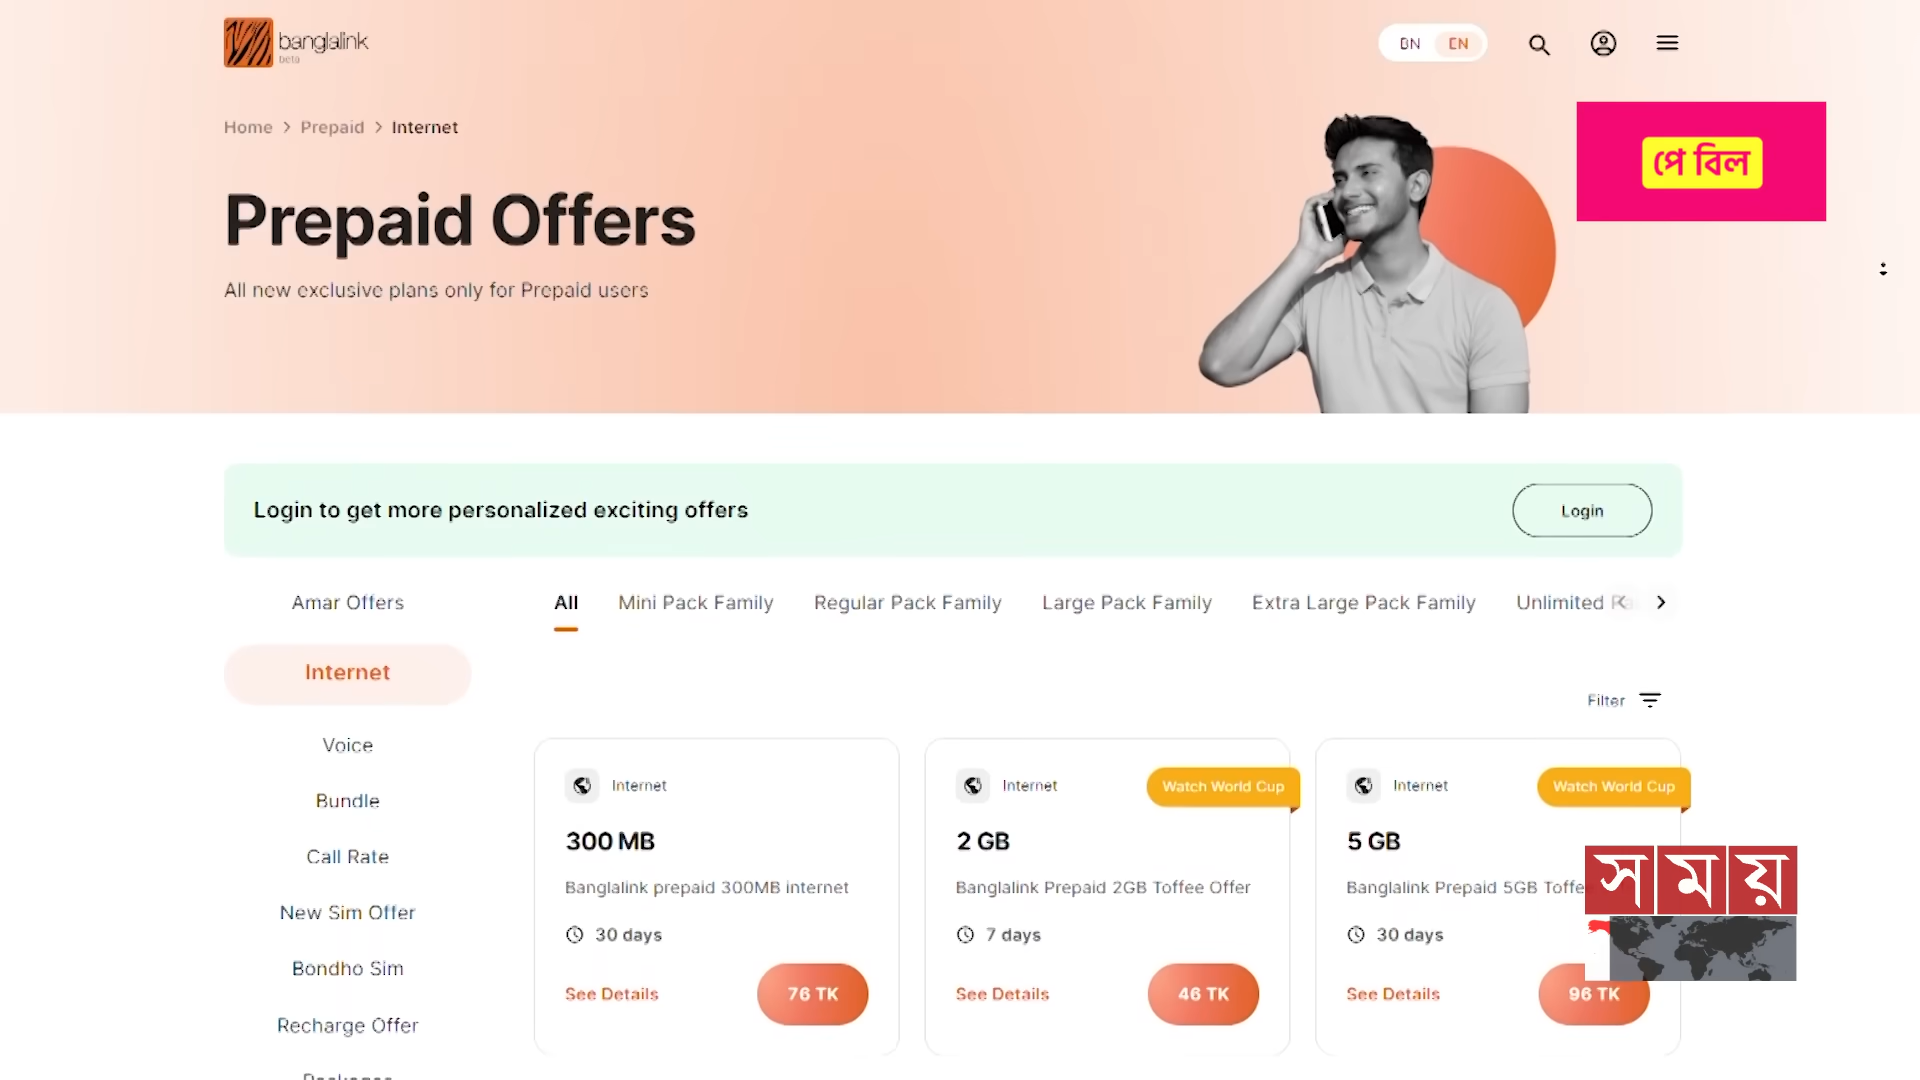 banglalink
beta
BN EN
Home > Prepaid > Internet
পে বিল
Prepaid Offers
All new exclusive plans only for Prepaid users
Login to get more personalized exciting offers
Login
Amar Offers
All Mini Pack Family Regular Pack Family Large Pack Family Extra Large Pack Family Unlimited
Internet
Filter
Voice
Bundle
Call Rate
New Sim Offer
Bondho Sim
Recharge Offer
Internet
300 MB
Banglalink prepaid 300MB internet
30 days
See Details 76 TK
Internet Watch World Cup
2 GB
Banglalink Prepaid 2GB Toffee Offer
7 days
See Details 46 TK
Internet Watch World Cup
5 GB
Banglalink Prepaid 5GB
30 days
See Details 96 TK
সময়